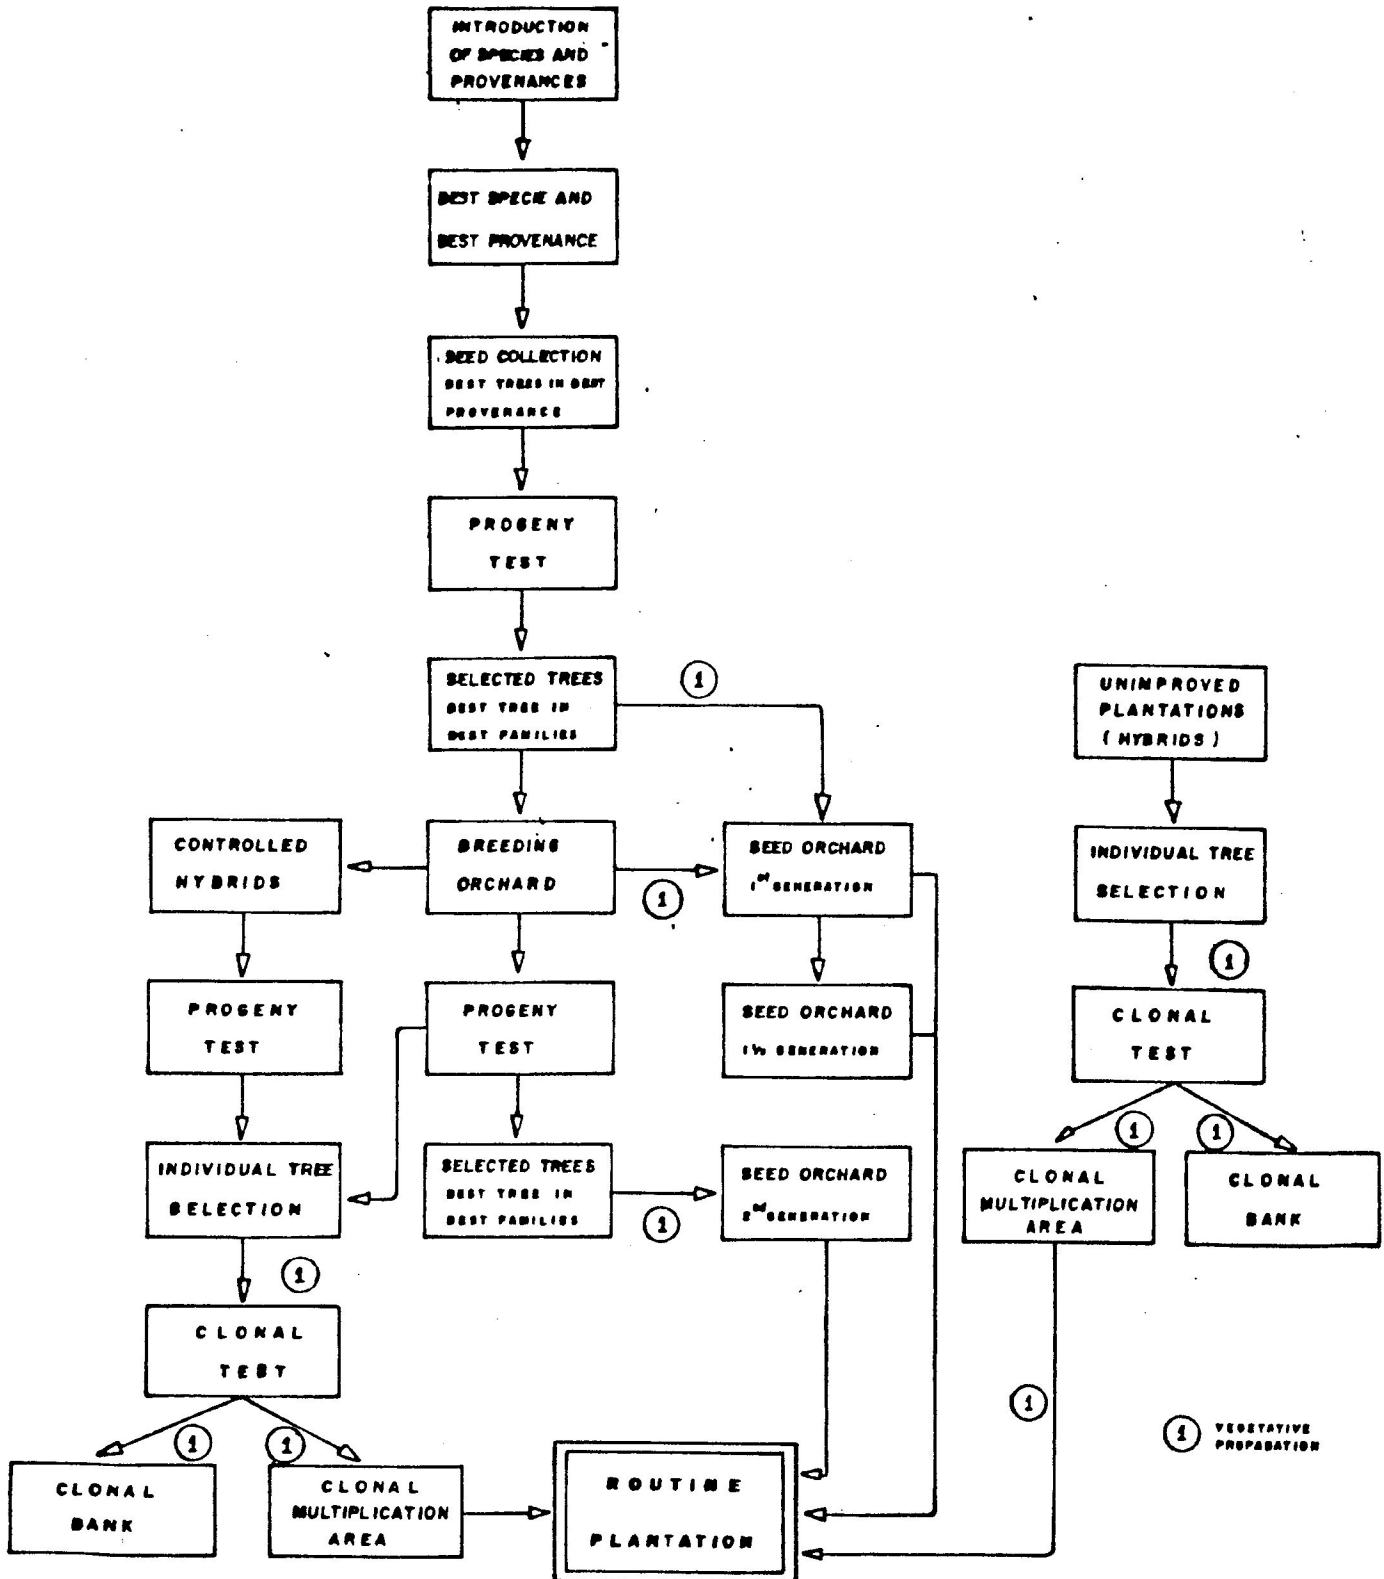 INTRODUCTION
OF SPECIES AND
PROVENANCES
BEST SPECIE AND
BEST PROVENANCE
SEED COLLECTION
BEST TREES IN BEST
PROVENANCE
PROGENY
TEST
SELECTED TREES
BEST TREE IN
BEST FAMILIES
1
UNIMPROVED
PLANTATIONS
( HYBRIDS )
CONTROLLED
HYBRIDS
BREEDING
ORCHARD
1
SEED ORCHARD
1st GENERATION
INDIVIDUAL TREE
SELECTION
1
PROGENY
TEST
PROGENY
TEST
SEED ORCHARD
1 1/2 GENERATION
CLONAL
TEST
1
1
INDIVIDUAL TREE
SELECTION
SELECTED TREES
BEST TREE IN
BEST FAMILIES
1
SEED ORCHARD
2nd GENERATION
CLONAL
MULTIPLICATION
AREA
CLONAL
BANK
1
CLONAL
TEST
1
1
1
CLONAL
BANK
CLONAL
MULTIPLICATION
AREA
ROUTINE
PLANTATION
1 VEGETATIVE
PROPAGATION